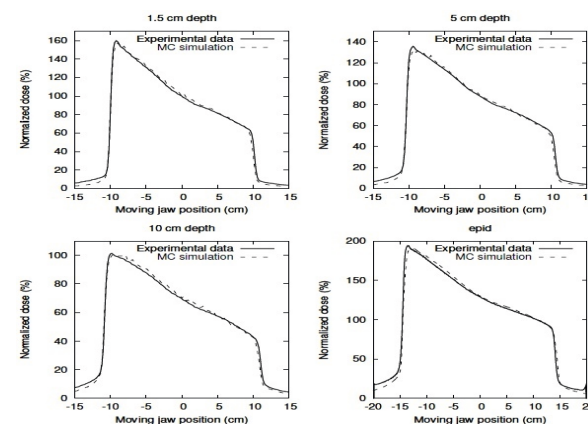 1.5 cm depth
Normalized dose (%)
160
140
120
100
80
60
40
20
0
Experimental data
MC simulation
-15 -10 -5 0 5 10 15
Moving jaw position (cm)
5 cm depth
Normalized dose (%)
140
120
100
80
60
40
20
0
Experimental data
MC simulation
-15 -10 -5 0 5 10 15
Moving jaw position (cm)
10 cm depth
Normalized dose (%)
100
80
60
40
20
0
Experimental data
MC simulation
-15 -10 -5 0 5 10 15
Moving jaw position (cm)
epid
Normalized dose (%)
200
150
100
50
0
Experimental data
MC simulation
-20 -15 -10 -5 0 5 10 15
Moving jaw position (cm)